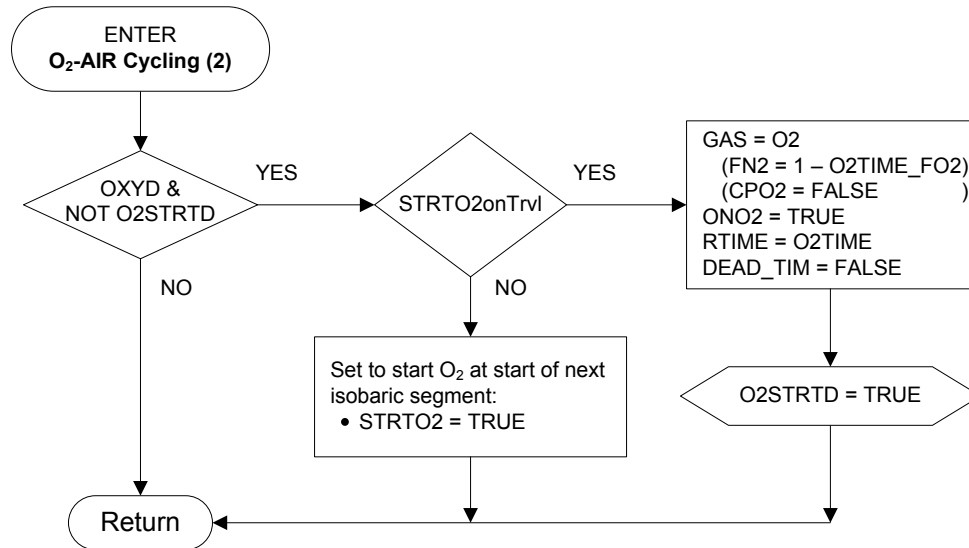 ENTER
O₂-AIR Cycling (2)
OXYD &
NOT O2STRTD
YES
NO
STRTO2onTrvl
YES
NO
GAS = O2
(FN2 = 1 – O2TIME_FO2)
(CPO2 = FALSE )
ONO2 = TRUE
RTIME = O2TIME
DEAD_TIM = FALSE
Set to start O₂ at start of next
isobaric segment:
• STRTO2 = TRUE
O2STRTD = TRUE
Return